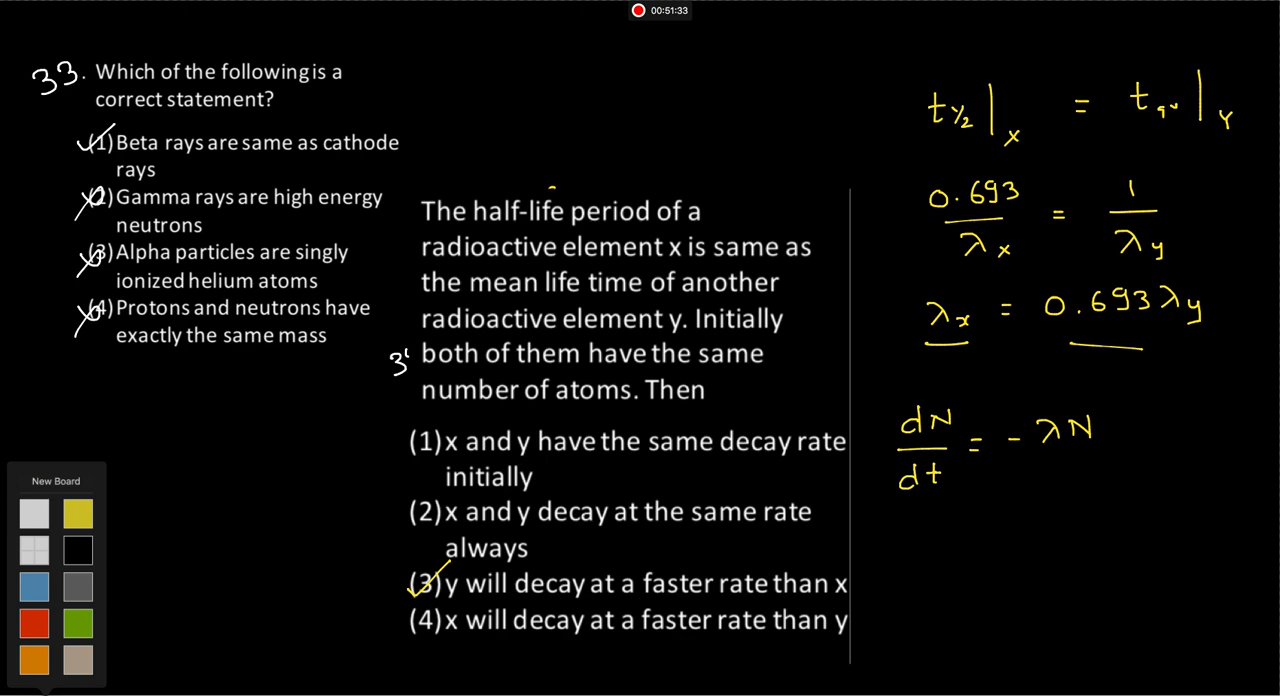 00:51:33
33. Which of the following is a
correct statement?
(1) Beta rays are same as cathode
rays
(2) Gamma rays are high energy
neutrons
(3) Alpha particles are singly
ionized helium atoms
(4) Protons and neutrons have
exactly the same mass
The half-life period of a
radioactive element x is same as
the mean life time of another
radioactive element y. Initially
3' both of them have the same
number of atoms. Then
(1) x and y have the same decay rate
initially
(2) x and y decay at the same rate
always
(3) y will decay at a faster rate than x
(4) x will decay at a faster rate than y
t½|x = t |y
0.693/λx = 1/λy
λx = 0.693 λy
dN/dt = - λN
New Board